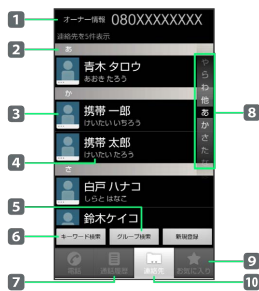 1
オーナー情報 080XXXXXXXX
連絡先を5件表示
2
あ
青木 タロウ
あおき たろう
か
3
携帯 一郎
けいたい いちろう
携帯 太郎
4
けいたい たろう
さ
白戸 ハナコ
しらと はなこ
鈴木ケイコ
5
6
キーワード検索 グループ検索 新規登録
や
ら
わ
他
あ
か
さ
た
な
8
電話 通話履歴 連絡先 お気に入り
9
7
10